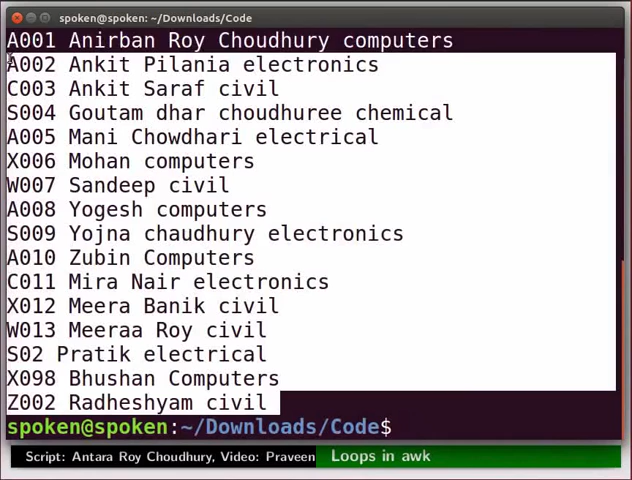 spoken@spoken: ~/Downloads/Code
A001 Anirban Roy Choudhury computers
A002 Ankit Pilania electronics
C003 Ankit Saraf civil
S004 Goutam dhar choudhuree chemical
A005 Mani Chowdhari electrical
X006 Mohan computers
W007 Sandeep civil
A008 Yogesh computers
S009 Yojna chaudhury electronics
A010 Zubin Computers
C011 Mira Nair electronics
X012 Meera Banik civil
W013 Meeraa Roy civil
S02 Pratik electrical
X098 Bhushan Computers
Z002 Radheshyam civil
spoken@spoken:~/Downloads/Code$
Script: Antara Roy Choudhury, Video: Praveen
Loops in awk